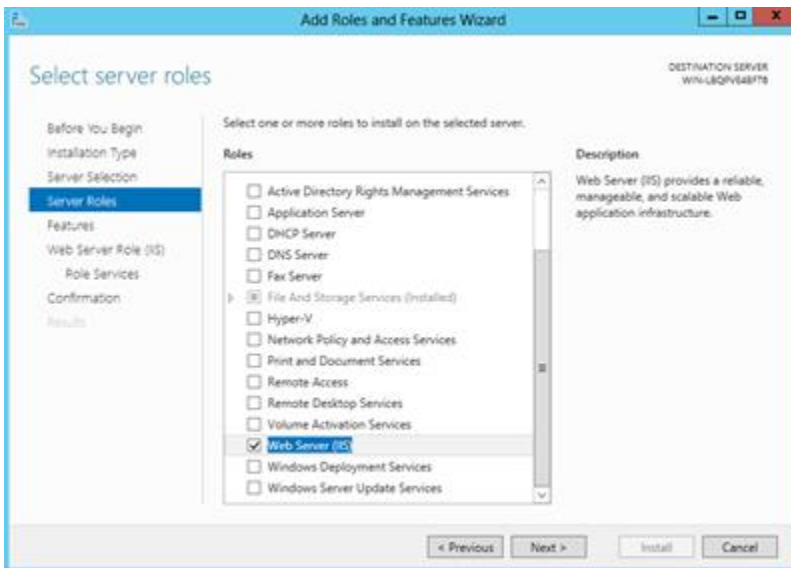 Add Roles and Features Wizard
Select server roles
DESTINATION SERVER
Before You Begin
Installation Type
Server Selection
Server Roles
Features
Web Server Role (IIS)
Role Services
Confirmation
Results
Select one or more roles to install on the selected server.
Roles
Active Directory Rights Management Services
Application Server
DHCP Server
DNS Server
Fax Server
File And Storage Services (Installed)
Hyper-V
Network Policy and Access Services
Print and Document Services
Remote Access
Remote Desktop Services
Volume Activation Services
Web Server (IIS)
Windows Deployment Services
Windows Server Update Services
Description
Web Server (IIS) provides a reliable,
manageable, and scalable Web
application infrastructure.
< Previous
Next >
Install
Cancel